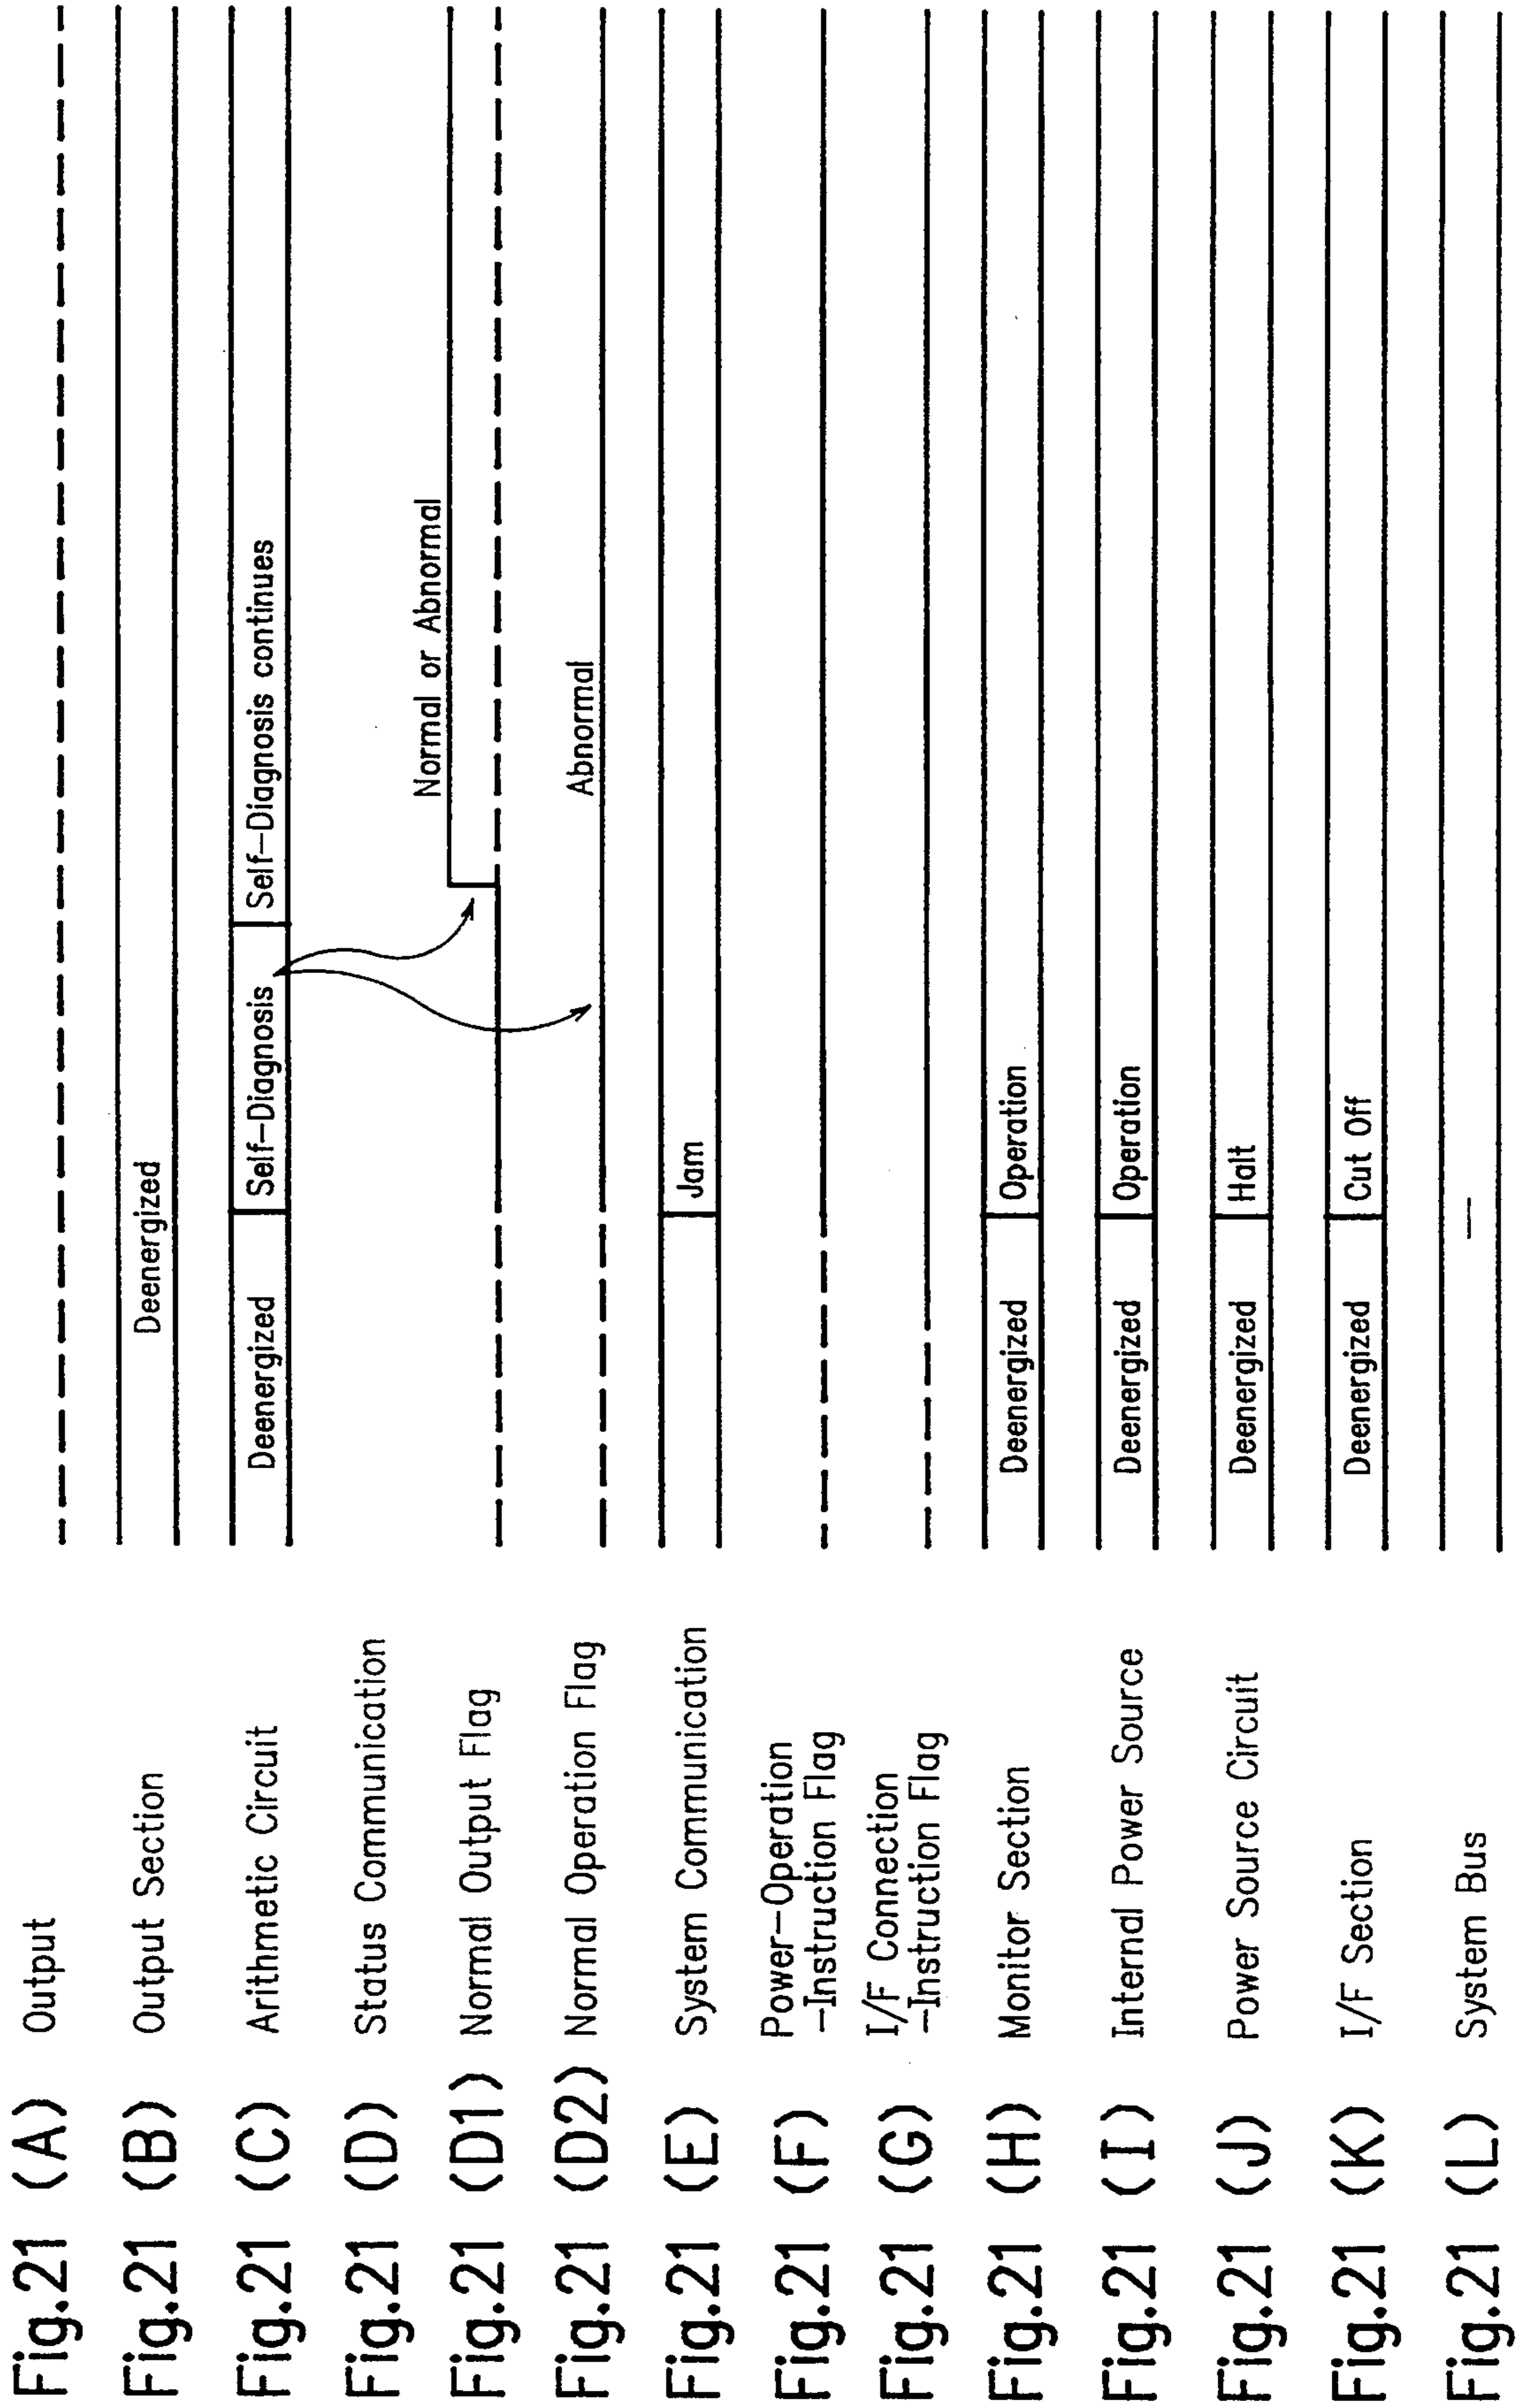 Fig.21 (A) Output
Fig.21 (B) Output Section
Deenergized
Fig.21 (C) Arithmetic Circuit
Deenergized
Self-Diagnosis
Self-Diagnosis continues
Fig.21 (D) Status Communication
Fig.21 (D1) Normal Output Flag
Normal or Abnormal
Fig.21 (D2) Normal Operation Flag
Abnormal
Fig.21 (E) System Communication
Jam
Fig.21 (F) Power-Operation
-Instruction Flag
Fig.21 (G) I/F Connection
-Instruction Flag
Fig.21 (H) Monitor Section
Deenergized
Operation
Fig.21 (I) Internal Power Source
Deenergized
Operation
Fig.21 (J) Power Source Circuit
Deenergized
Halt
Fig.21 (K) I/F Section
Deenergized
Cut Off
Fig.21 (L) System Bus
—